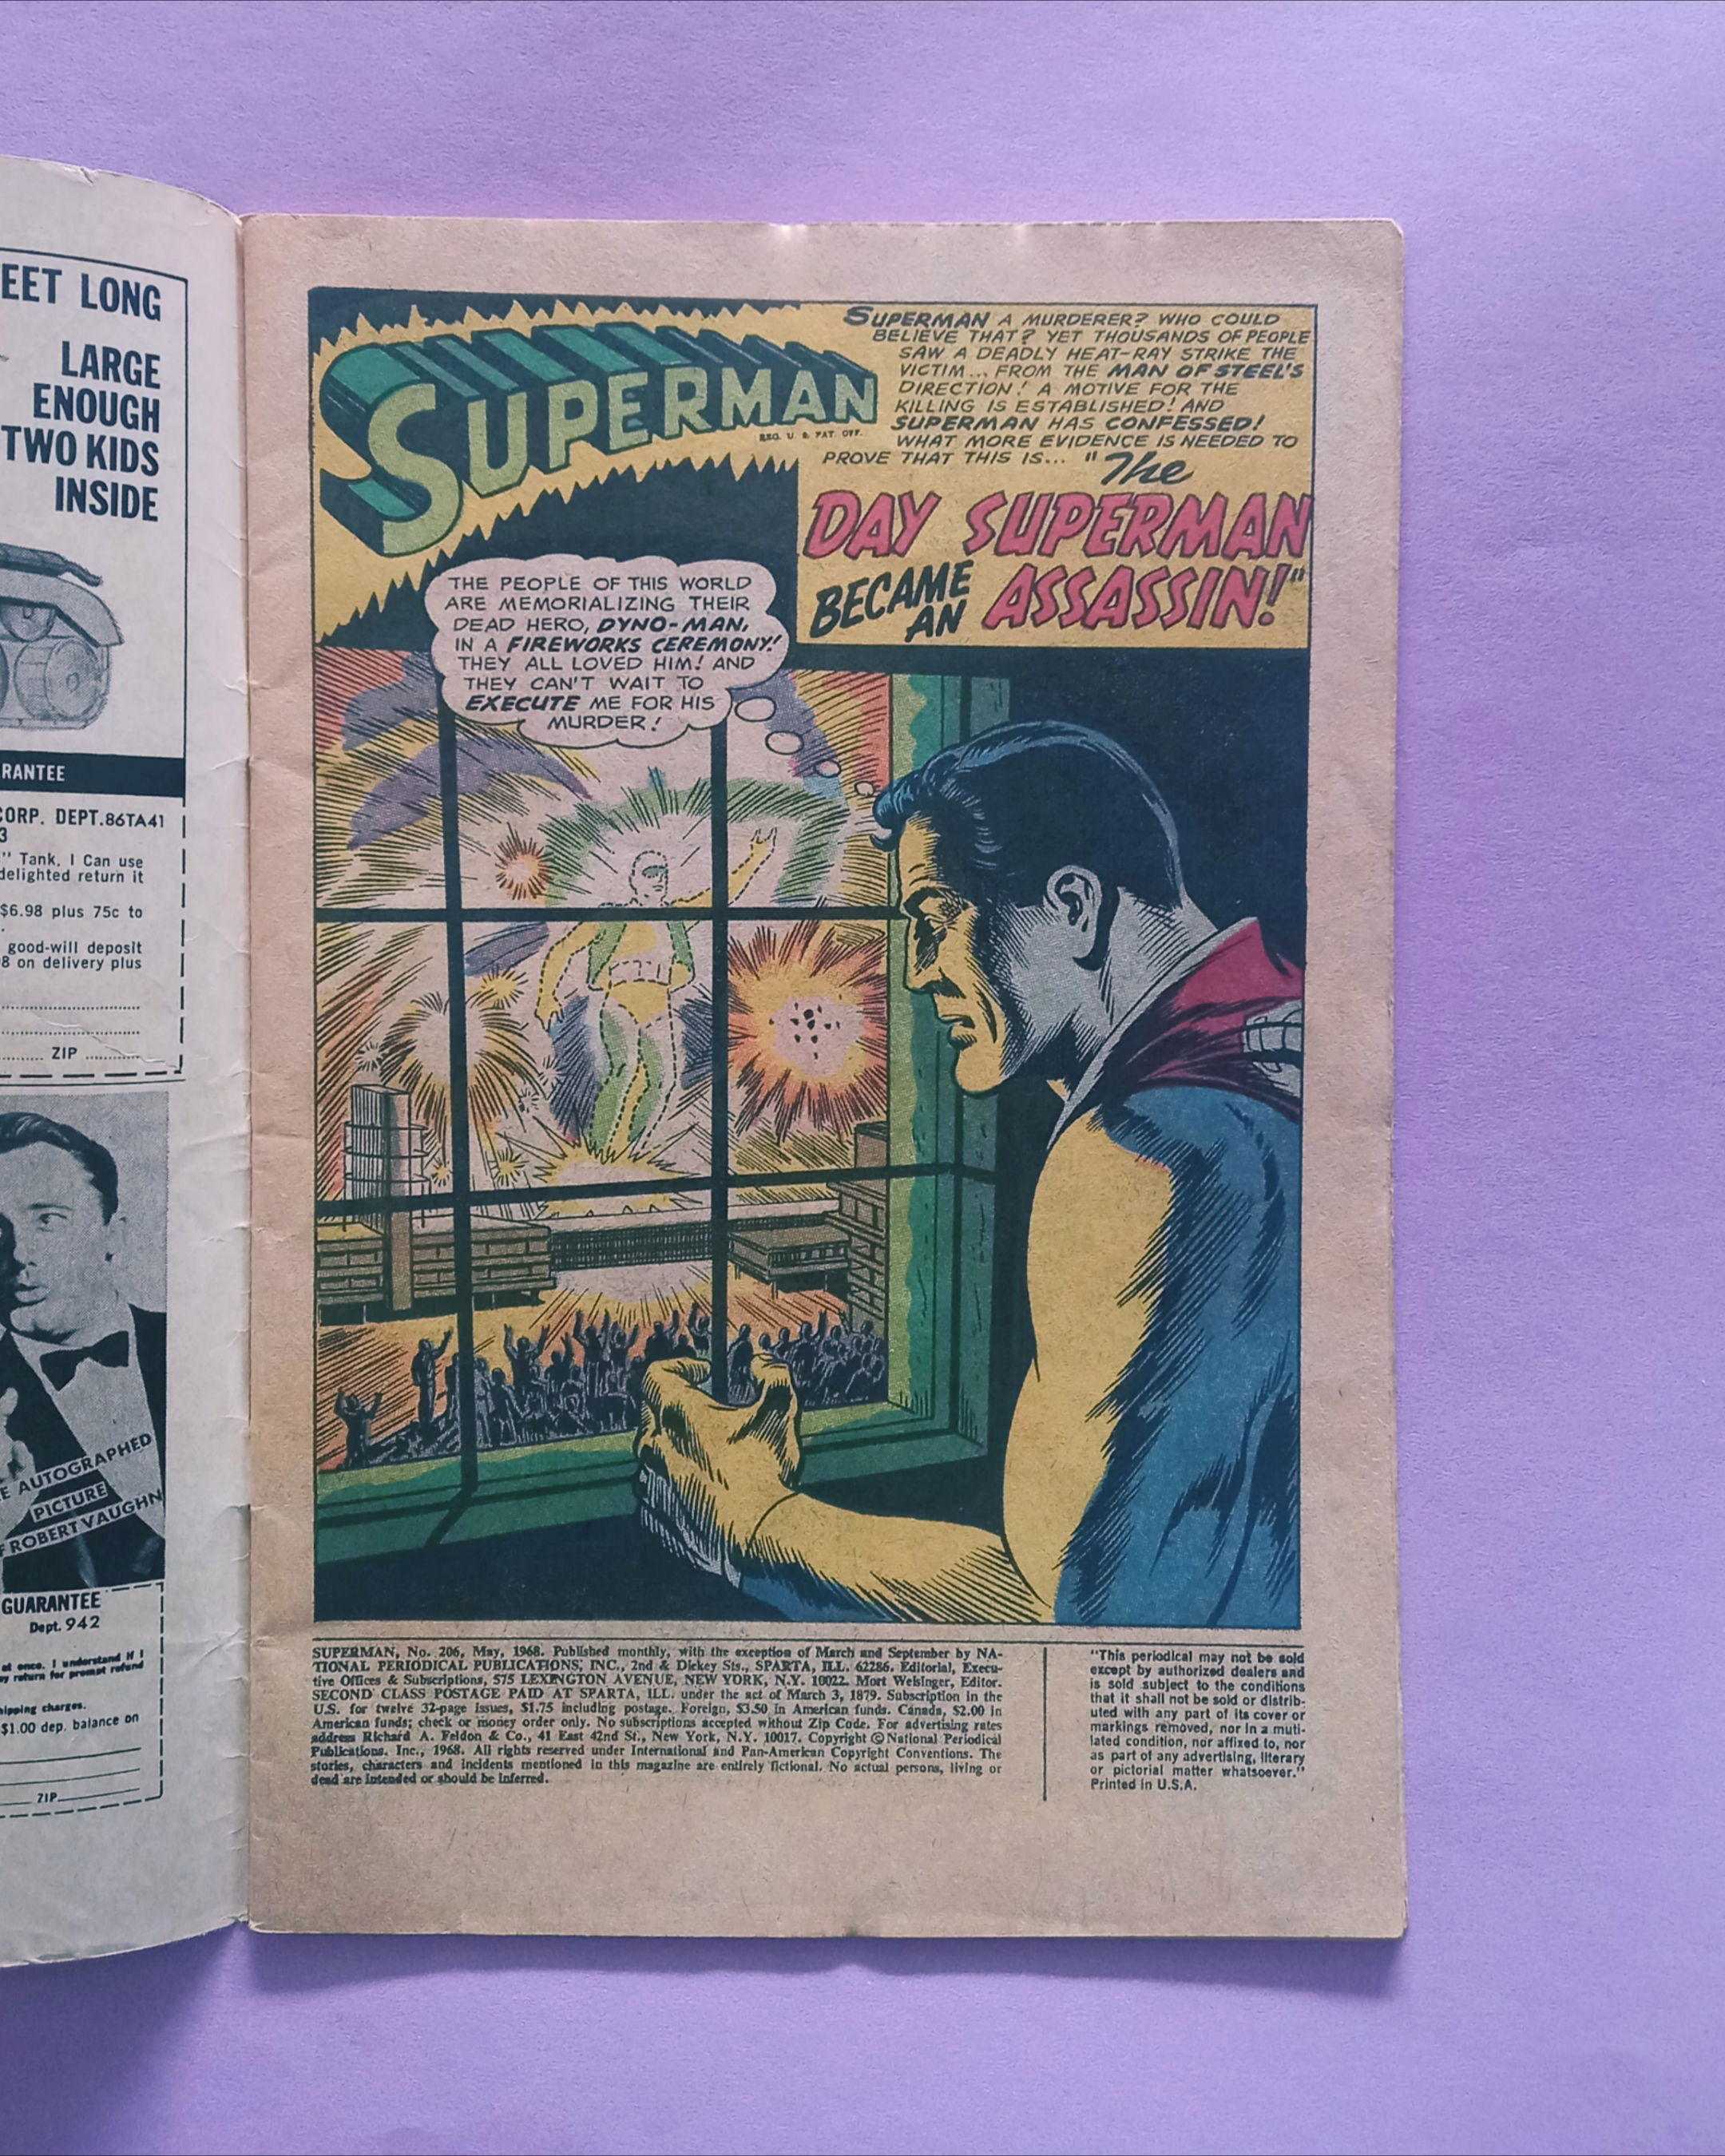 EET LONG
LARGE
ENOUGH
TWO KIDS
INSIDE
RANTEE
CORP. DEPT.86TA41
3
" Tank. I Can use
delighted return it
$6.98 plus 75c to
good-will deposit
8 on delivery plus
ZIP
E AUTOGRAPHED
PICTURE
F ROBERT VAUGHN
GUARANTEE
Dept. 942
at once. I understand if I
return for prompt refund
shipping charges.
$1.00 dep. balance on
ZIP
SUPERMAN
REG. U. S. PAT. OFF.
SUPERMAN A MURDERER? WHO COULD
BELIEVE THAT? YET THOUSANDS OF PEOPLE
SAW A DEADLY HEAT-RAY STRIKE THE
VICTIM... FROM THE MAN OF STEEL'S
DIRECTION! A MOTIVE FOR THE
KILLING IS ESTABLISHED! AND
SUPERMAN HAS CONFESSED!
WHAT MORE EVIDENCE IS NEEDED TO
PROVE THAT THIS IS... "The
DAY SUPERMAN
BECAME AN ASSASSIN!"
THE PEOPLE OF THIS WORLD
ARE MEMORIALIZING THEIR
DEAD HERO, DYNO-MAN,
IN A FIREWORKS CEREMONY!
THEY ALL LOVED HIM! AND
THEY CAN'T WAIT TO
EXECUTE ME FOR HIS
MURDER!
SUPERMAN, No. 206, May, 1968. Published monthly, with the exception of March and September by NA-
TIONAL PERIODICAL PUBLICATIONS, INC., 2nd & Dickey Sts., SPARTA, ILL. 62286. Editorial, Execu-
tive Offices & Subscriptions, 575 LEXINGTON AVENUE, NEW YORK, N.Y. 10022. Mort Weisinger, Editor.
SECOND CLASS POSTAGE PAID AT SPARTA, ILL. under the act of March 3, 1879. Subscription in the
U.S. for twelve 32-page issues, $1.75 including postage. Foreign, $3.50 in American funds. Canada, $2.00 in
American funds; check or money order only. No subscriptions accepted without Zip Code. For advertising rates
address Richard A. Feldon & Co., 41 East 42nd St., New York, N.Y. 10017. Copyright © National Periodical
Publications. Inc., 1968. All rights reserved under International and Pan-American Copyright Conventions. The
stories, characters and incidents mentioned in this magazine are entirely fictional. No actual persons, living or
dead are intended or should be inferred.
"This periodical may not be sold
except by authorized dealers and
is sold subject to the conditions
that it shall not be sold or distrib-
uted with any part of its cover or
markings removed, nor in a muti-
lated condition, nor affixed to, nor
as part of any advertising, literary
or pictorial matter whatsoever."
Printed in U.S.A.